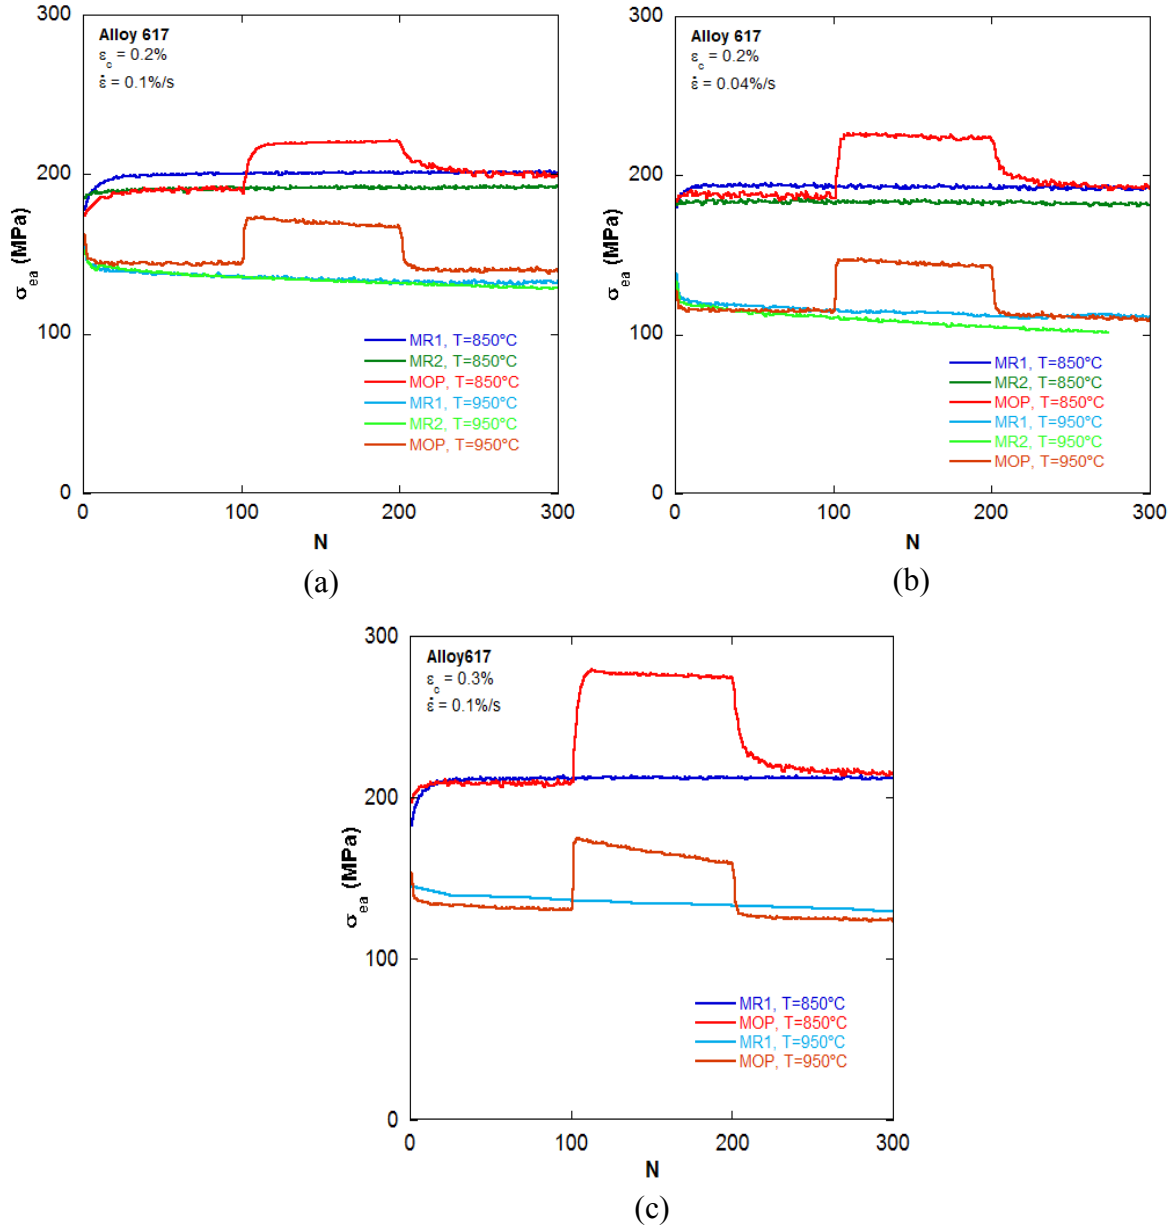 300
200
100
0
σea (MPa)
Alloy 617
εc = 0.2%
ε̇ = 0.1%/s
MR1, T=850°C
MR2, T=850°C
MOP, T=850°C
MR1, T=950°C
MR2, T=950°C
MOP, T=950°C
0 100 200 300
N
(a)
300
200
100
0
σea (MPa)
Alloy 617
εc = 0.2%
ε̇ = 0.04%/s
MR1, T=850°C
MR2, T=850°C
MOP, T=850°C
MR1, T=950°C
MR2, T=950°C
MOP, T=950°C
0 100 200 300
N
(b)
300
200
100
0
σea (MPa)
Alloy617
εc = 0.3%
ε̇ = 0.1%/s
MR1, T=850°C
MOP, T=850°C
MR1, T=950°C
MOP, T=950°C
0 100 200 300
N
(c)